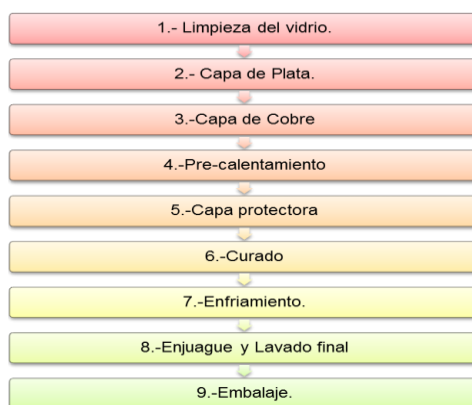 1.- Limpieza del vidrio.
2.- Capa de Plata.
3.-Capa de Cobre
4.-Pre-calentamiento
5.-Capa protectora
6.-Curado
7.-Enfriamiento.
8.-Enjuague y Lavado final
9.-Embalaje.